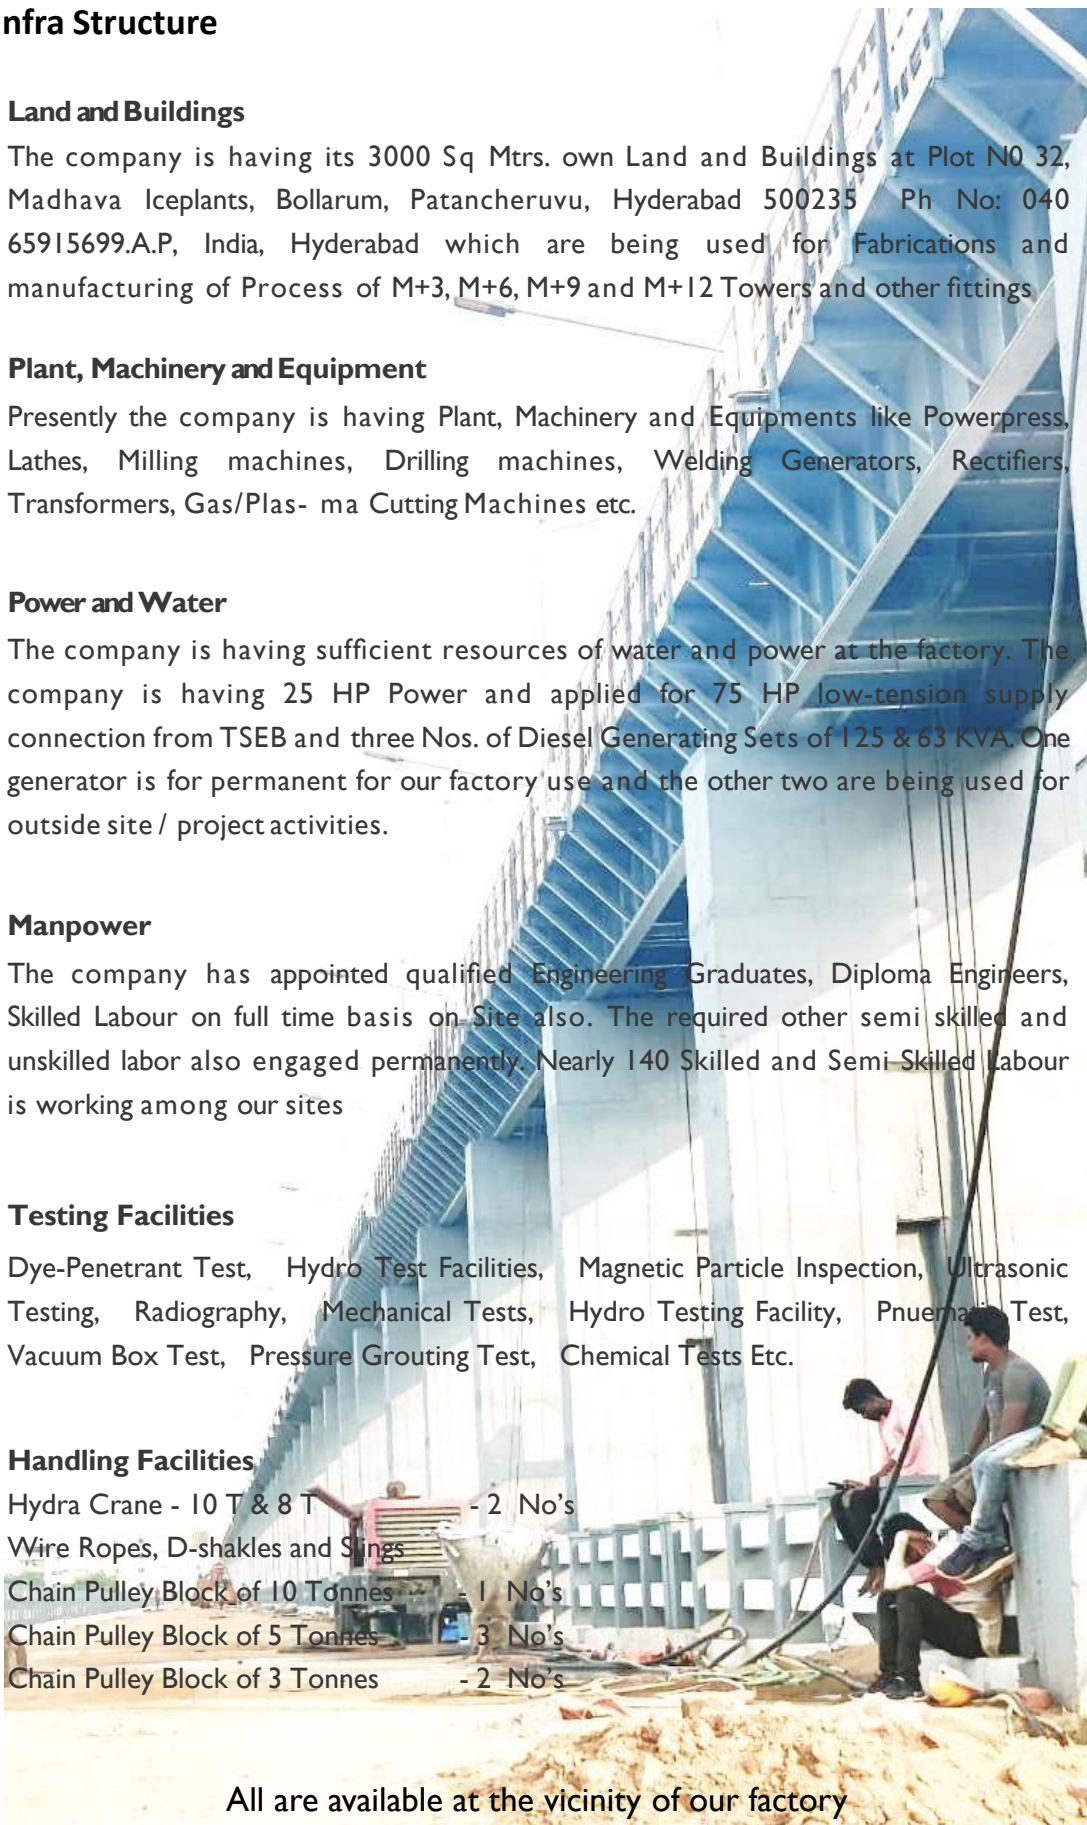 nfra Structure
Land and Buildings
The company is having its 3000 Sq Mtrs. own Land and Buildings at Plot N0 32,
Madhava Iceplants, Bollarum, Patancheruvu, Hyderabad 500235 Ph No: 040
65915699.A.P, India, Hyderabad which are being used for Fabrications and
manufacturing of Process of M+3, M+6, M+9 and M+12 Towers and other fittings
Plant, Machinery and Equipment
Presently the company is having Plant, Machinery and Equipments like Powerpress,
Lathes, Milling machines, Drilling machines, Welding Generators, Rectifiers,
Transformers, Gas/Plas- ma Cutting Machines etc.
Power and Water
The company is having sufficient resources of water and power at the factory. The
company is having 25 HP Power and applied for 75 HP low-tension supply
connection from TSEB and three Nos. of Diesel Generating Sets of 125 & 63 KVA. One
generator is for permanent for our factory use and the other two are being used for
outside site / project activities.
Manpower
The company has appointed qualified Engineering Graduates, Diploma Engineers,
Skilled Labour on full time basis on Site also. The required other semi skilled and
unskilled labor also engaged permanently. Nearly 140 Skilled and Semi Skilled Labour
is working among our sites
Testing Facilities
Dye-Penetrant Test, Hydro Test Facilities, Magnetic Particle Inspection, Ultrasonic
Testing, Radiography, Mechanical Tests, Hydro Testing Facility, Pnuematic Test,
Vacuum Box Test, Pressure Grouting Test, Chemical Tests Etc.
Handling Facilities
Hydra Crane - 10 T & 8 T - 2 No's
Wire Ropes, D-shakles and Slings
Chain Pulley Block of 10 Tonnes - 1 No's
Chain Pulley Block of 5 Tonnes - 3 No's
Chain Pulley Block of 3 Tonnes - 2 No's
All are available at the vicinity of our factory